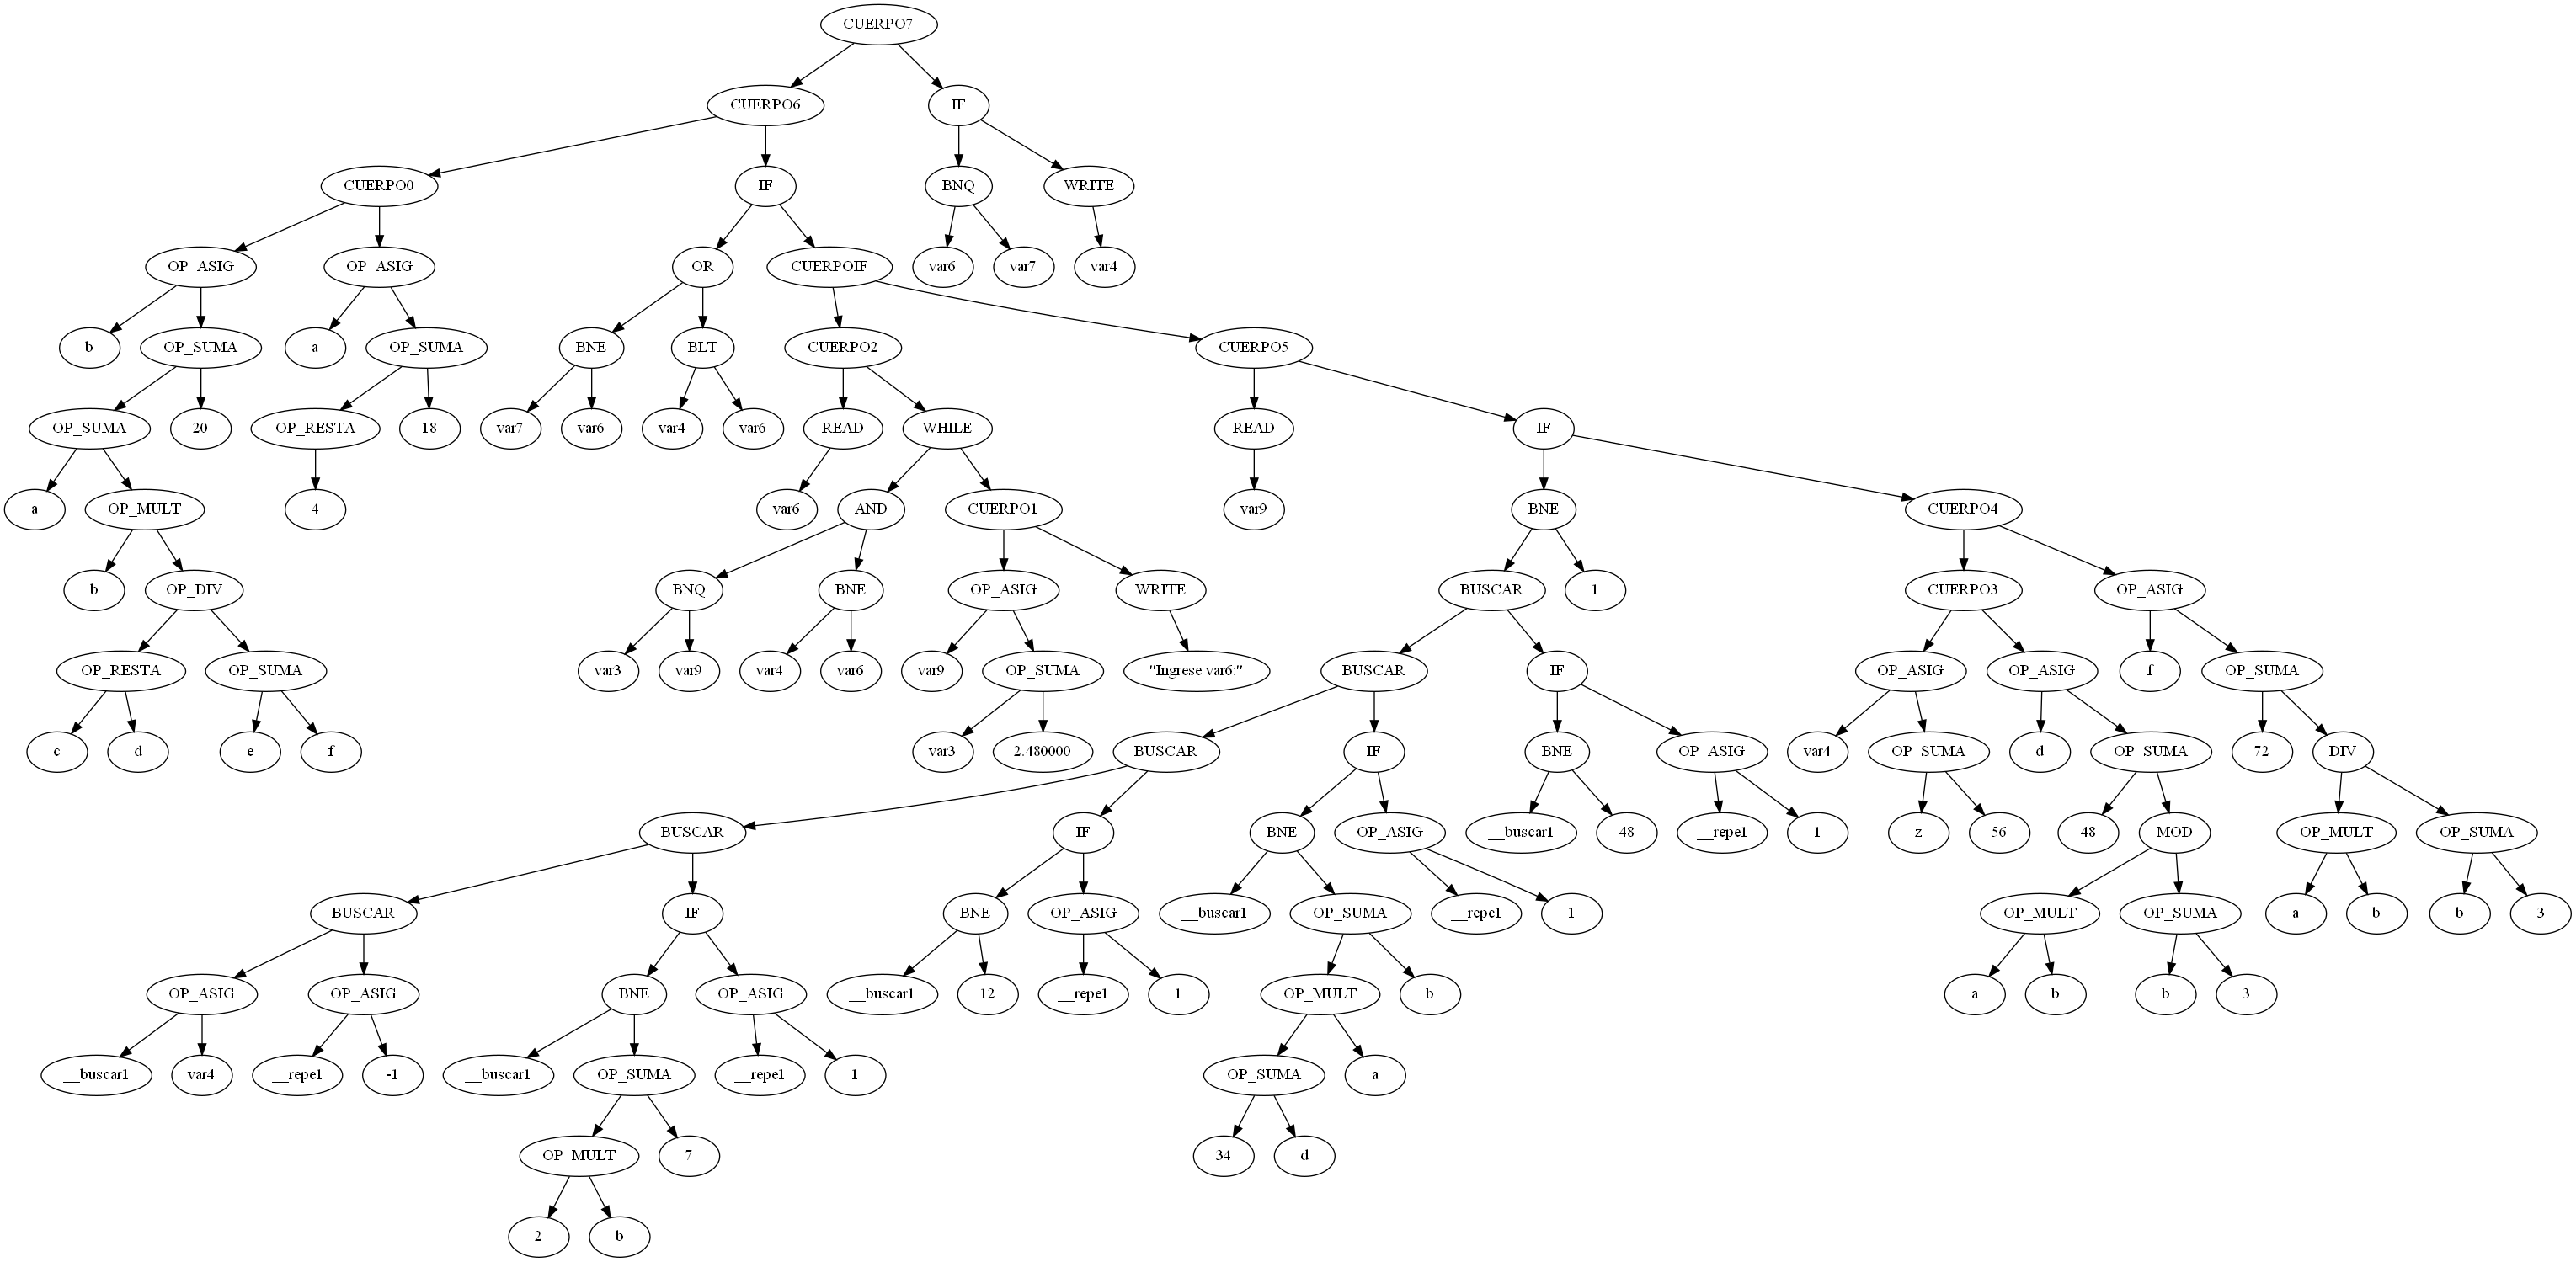 CUERPO7
CUERPO6 IF
CUERPO0 IF BNQ WRITE
OP_ASIG OP_ASIG OR CUERPOIF var6 var7 var4
b OP_SUMA a OP_SUMA BNE BLT CUERPO2 CUERPO5
OP_SUMA 20 OP_RESTA 18 var7 var6 var4 var6 READ WHILE READ IF
a OP_MULT 4 var6 AND CUERPO1 var9 BNE CUERPO4
b OP_DIV BNQ BNE OP_ASIG WRITE BUSCAR 1 CUERPO3 OP_ASIG
OP_RESTA OP_SUMA var3 var9 var4 var6 var9 OP_SUMA "Ingrese var6:" BUSCAR IF OP_ASIG OP_ASIG f OP_SUMA
c d e f var3 2.480000 BUSCAR IF BNE OP_ASIG var4 OP_SUMA d OP_SUMA 72 DIV
BUSCAR IF BNE OP_ASIG __buscar1 48 __repe1 1 z 56 48 MOD OP_MULT OP_SUMA
BUSCAR IF BNE OP_ASIG __buscar1 OP_SUMA __repe1 1 OP_MULT OP_SUMA a b b 3
OP_ASIG OP_ASIG BNE OP_ASIG __buscar1 12 __repe1 1 OP_MULT b a b b 3
__buscar1 var4 __repe1 -1 __buscar1 OP_SUMA __repe1 1 OP_SUMA a
OP_MULT 7 34 d
2 b